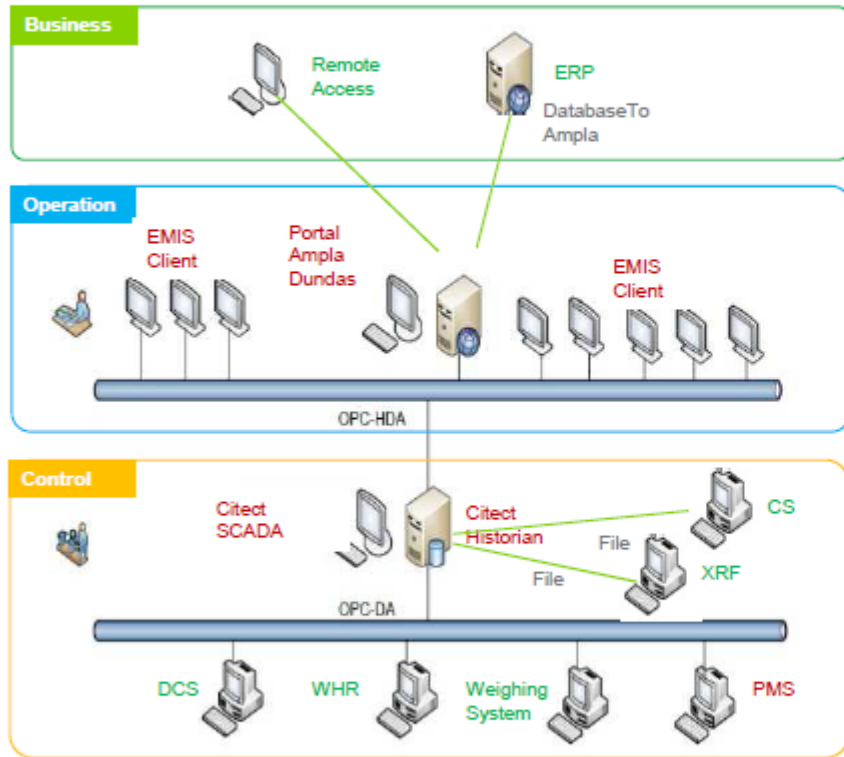 Business
Remote
Access
ERP
DatabaseTo
Ampla
Operation
EMIS
Client
Portal
Ampla
Dundas
EMIS
Client
OPC-HDA
Control
Citect
SCADA
Citect
Historian
CS
File
XRF
File
OPC-DA
DCS
WHR
Weighing
System
PMS